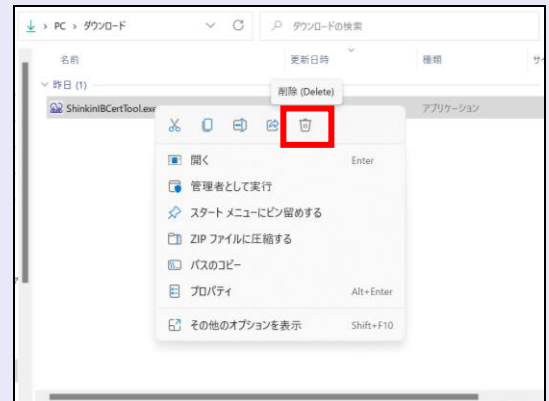 PC > ダウンロード
ダウンロードの検索
名前 更新日時 種類
昨日 (1)
削除 (Delete)
ShinkinIBCertTool.exe アプリケーション
開く Enter
管理者として実行
スタート メニューにピン留めする
ZIP ファイルに圧縮する
パスのコピー
プロパティ Alt+Enter
その他のオプションを表示 Shift+F10